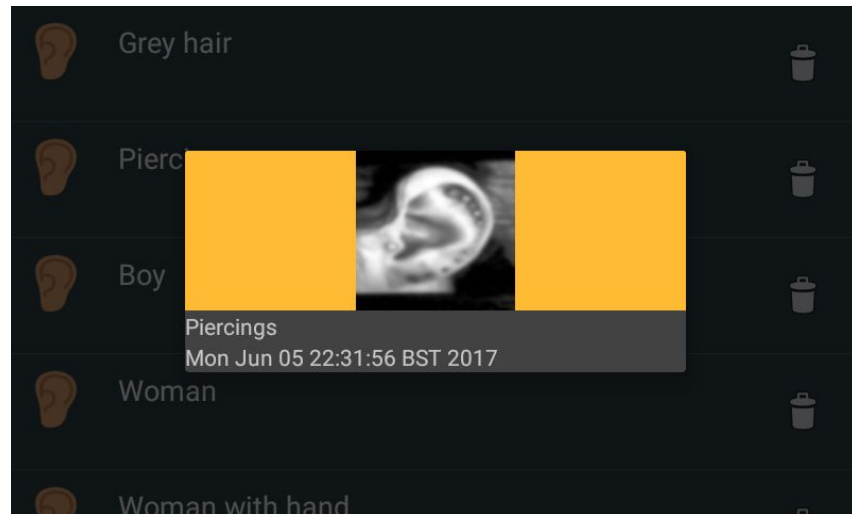 Grey hair
Pierc
Piercings
Mon Jun 05 22:31:56 BST 2017
Boy
Woman
Woman with hand